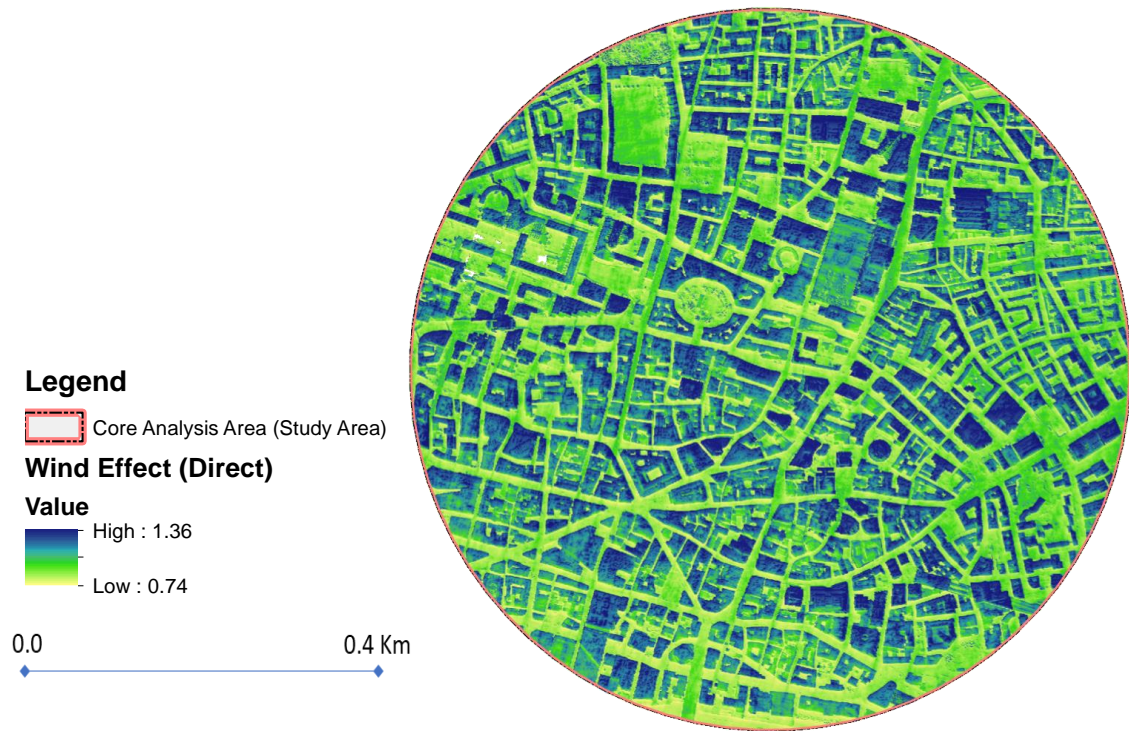 Legend
Core Analysis Area (Study Area)
Wind Effect (Direct)
Value
High : 1.36
Low : 0.74
0.0 0.4 Km